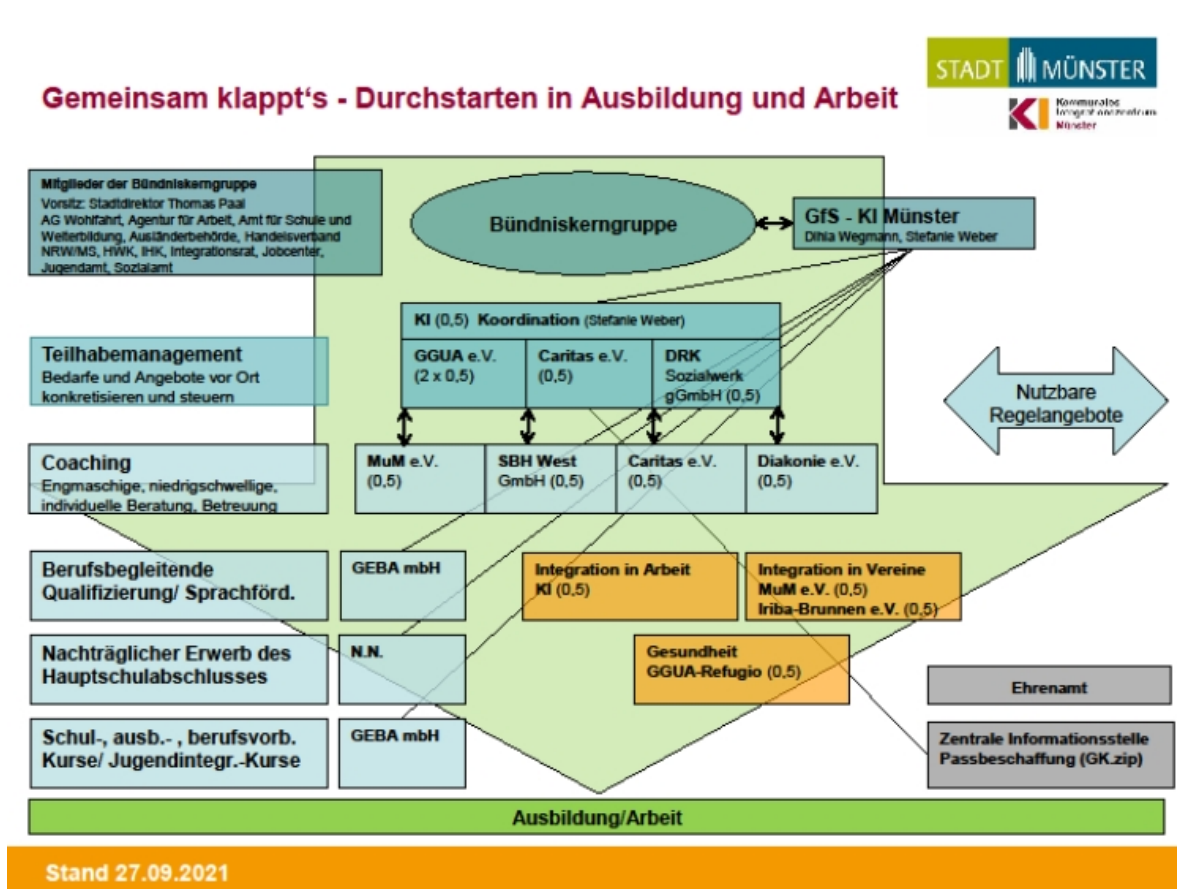 STADT MÜNSTER
Gemeinsam klappt's - Durchstarten in Ausbildung und Arbeit
KI Kommunales
Integrationszentrum
Münster
Mitglieder der Bündniskerngruppe
Vorsitz: Stadtdirektor Thomas Paal
AG Wohlfahrt, Agentur für Arbeit, Amt für Schule und
Weiterbildung, Ausländerbehörde, Handelsverband
NRW/MS, HWK, IHK, Integrationsrat, Jobcenter,
Jugendamt, Sozialamt
Bündniskerngruppe
GfS - KI Münster
Dihia Wegmann, Stefanie Weber
KI (0,5) Koordination (Stefanie Weber)
Teilhabemanagement
Bedarfe und Angebote vor Ort
konkretisieren und steuern
GGUA e.V.
(2 x 0,5)
Caritas e.V.
(0,5)
DRK
Sozialwerk
gGmbH (0,5)
Nutzbare
Regelangebote
Coaching
Engmaschige, niedrigschwellige,
individuelle Beratung, Betreuung
MuM e.V.
(0,5)
SBH West
GmbH (0,5)
Caritas e.V.
(0,5)
Diakonie e.V.
(0,5)
Berufsbegleitende
Qualifizierung/ Sprachförd.
GEBA mbH
Integration in Arbeit
KI (0,5)
Integration in Vereine
MuM e.V. (0,5)
Iriba-Brunnen e.V. (0,5)
Nachträglicher Erwerb des
Hauptschulabschlusses
N.N.
Gesundheit
GGUA-Refugio (0,5)
Ehrenamt
Schul-, ausb.- , berufsvorb.
Kurse/ Jugendintegr.-Kurse
GEBA mbH
Zentrale Informationsstelle
Passbeschaffung (GK.zip)
Ausbildung/Arbeit
Stand 27.09.2021